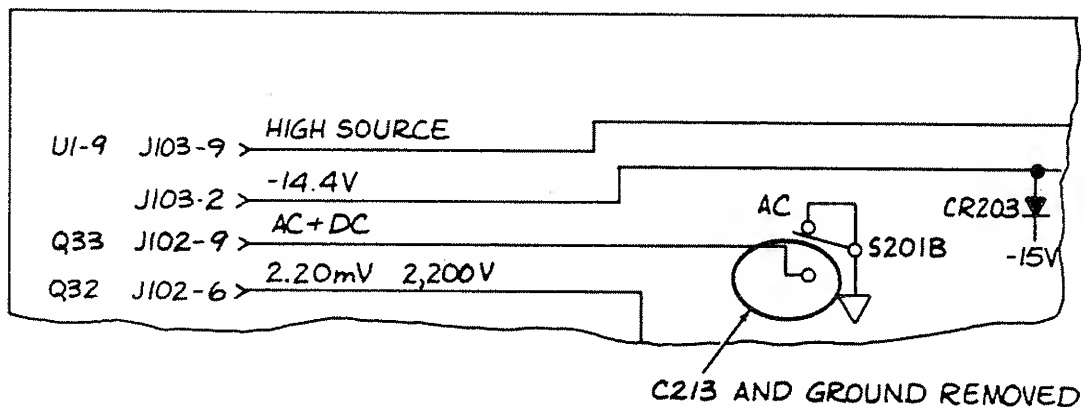 HIGH SOURCE
U1-9 J103-9
-14.4V
J103-2
AC
CR203
AC+DC
Q33 J102-9
S201B
-15V
2.20mV 2,200V
Q32 J102-6
C213 AND GROUND REMOVED